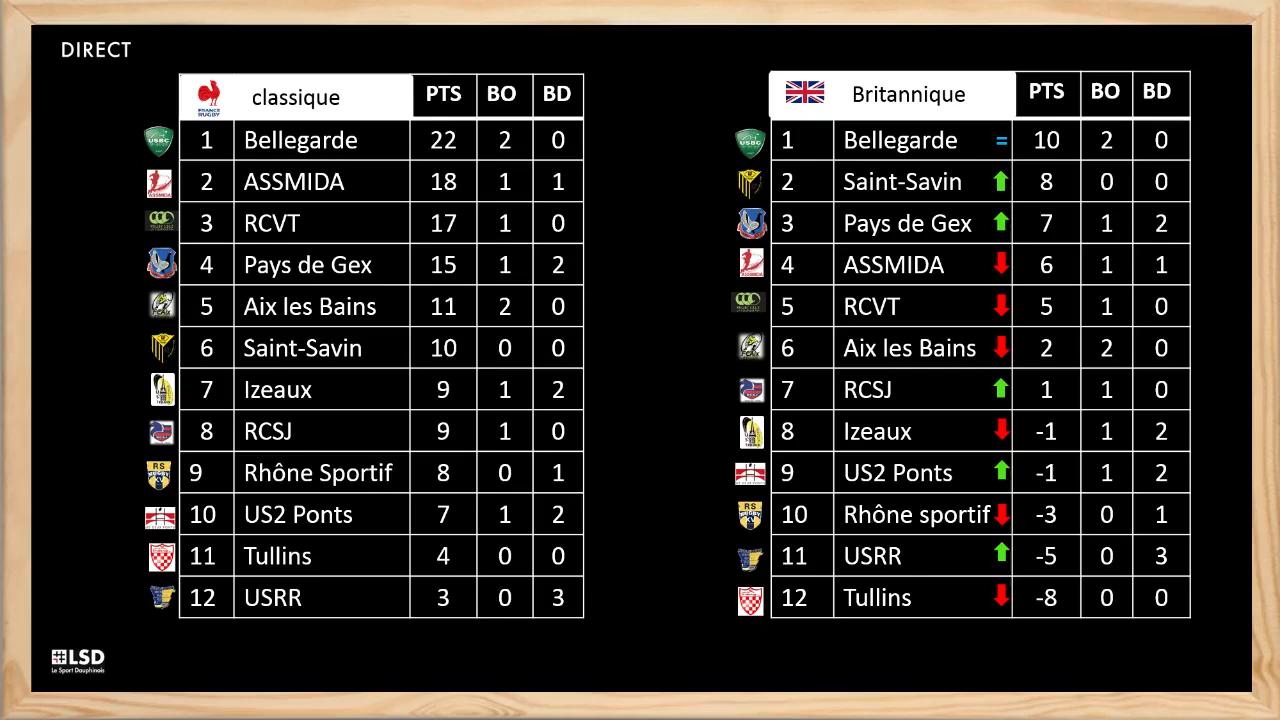 DIRECT
classique PTS BO BD
1 Bellegarde 22 2 0
2 ASSMIDA 18 1 1
3 RCVT 17 1 0
4 Pays de Gex 15 1 2
5 Aix les Bains 11 2 0
6 Saint-Savin 10 0 0
7 Izeaux 9 1 2
8 RCSJ 9 1 0
9 Rhône Sportif 8 0 1
10 US2 Ponts 7 1 2
11 Tullins 4 0 0
12 USRR 3 0 3
FRANCE
RUGBY
Britannique PTS BO BD
1 Bellegarde = 10 2 0
2 Saint-Savin 8 0 0
3 Pays de Gex 7 1 2
4 ASSMIDA 6 1 1
5 RCVT 5 1 0
6 Aix les Bains 2 2 0
7 RCSJ 1 1 0
8 Izeaux -1 1 2
9 US2 Ponts -1 1 2
10 Rhône sportif -3 0 1
11 USRR -5 0 3
12 Tullins -8 0 0
#LSD
Le Sport Dauphinois